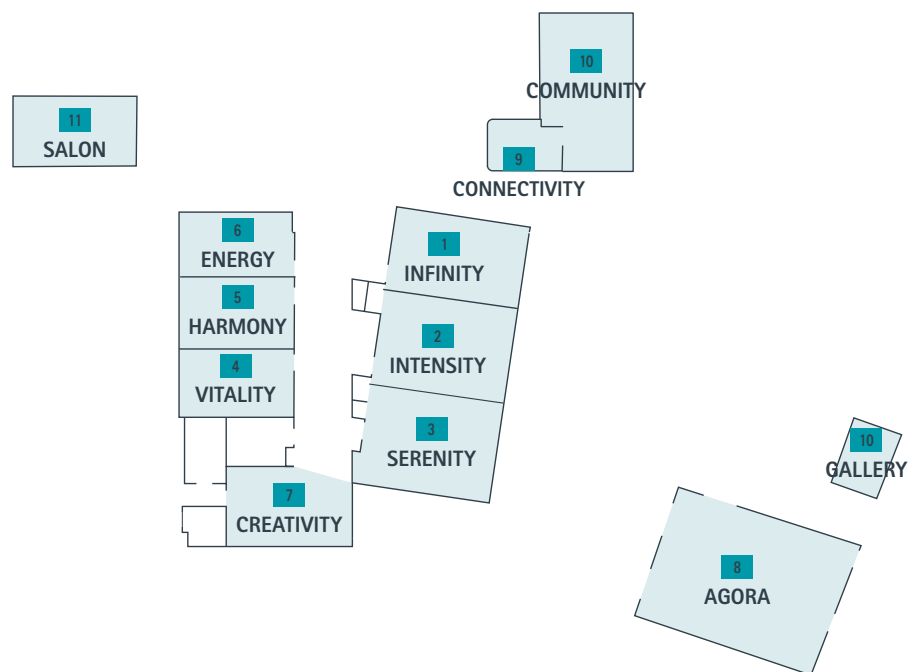 10
COMMUNITY
11
SALON
9
CONNECTIVITY
6
ENERGY
1
INFINITY
5
HARMONY
2
INTENSITY
4
VITALITY
3
SERENITY
10
GALLERY
7
CREATIVITY
8
AGORA